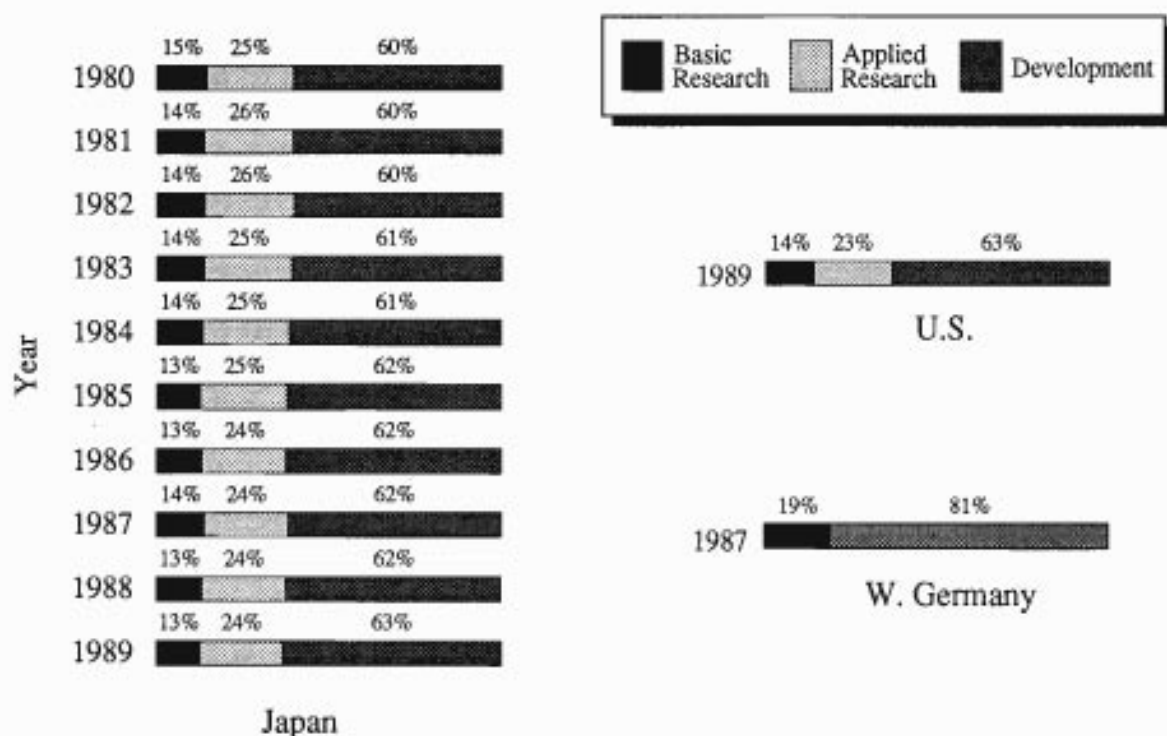 15% 25% 60%
1980
14% 26% 60%
1981
14% 26% 60%
1982
14% 25% 61%
1983
14% 25% 61%
1984
13% 25% 62%
1985
13% 24% 62%
1986
14% 24% 62%
1987
13% 24% 62%
1988
13% 24% 63%
1989
Year
Japan
Basic
Research
Applied
Research
Development
14% 23% 63%
1989
U.S.
19% 81%
1987
W. Germany